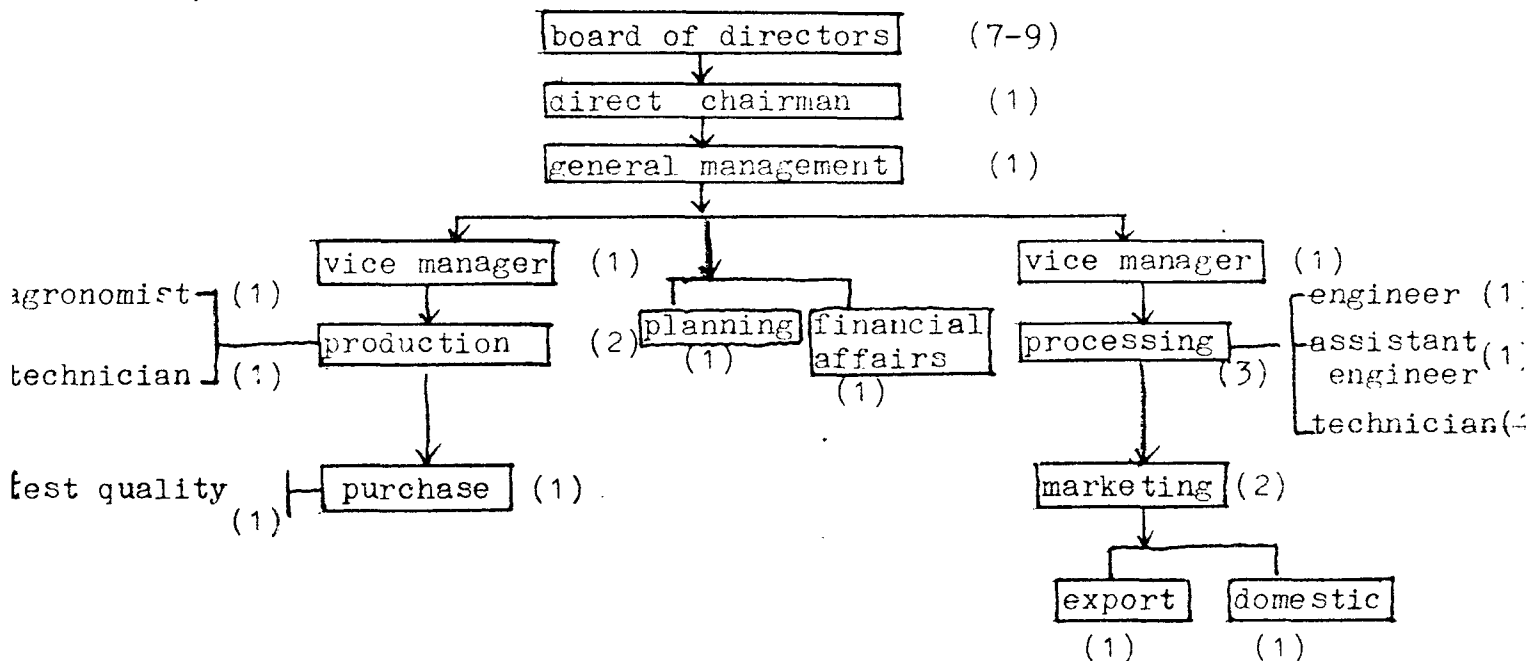 board of directors (7-9)
direct chairman (1)
general management (1)
vice manager (1)
vice manager (1)
agronomist (1)
technician (1)
production (2)
planning
(1)
financial
affairs
(1)
processing
(3)
engineer (1)
assistant
engineer (1)
technician
test quality
(1)
purchase (1)
marketing (2)
export
(1)
domestic
(1)